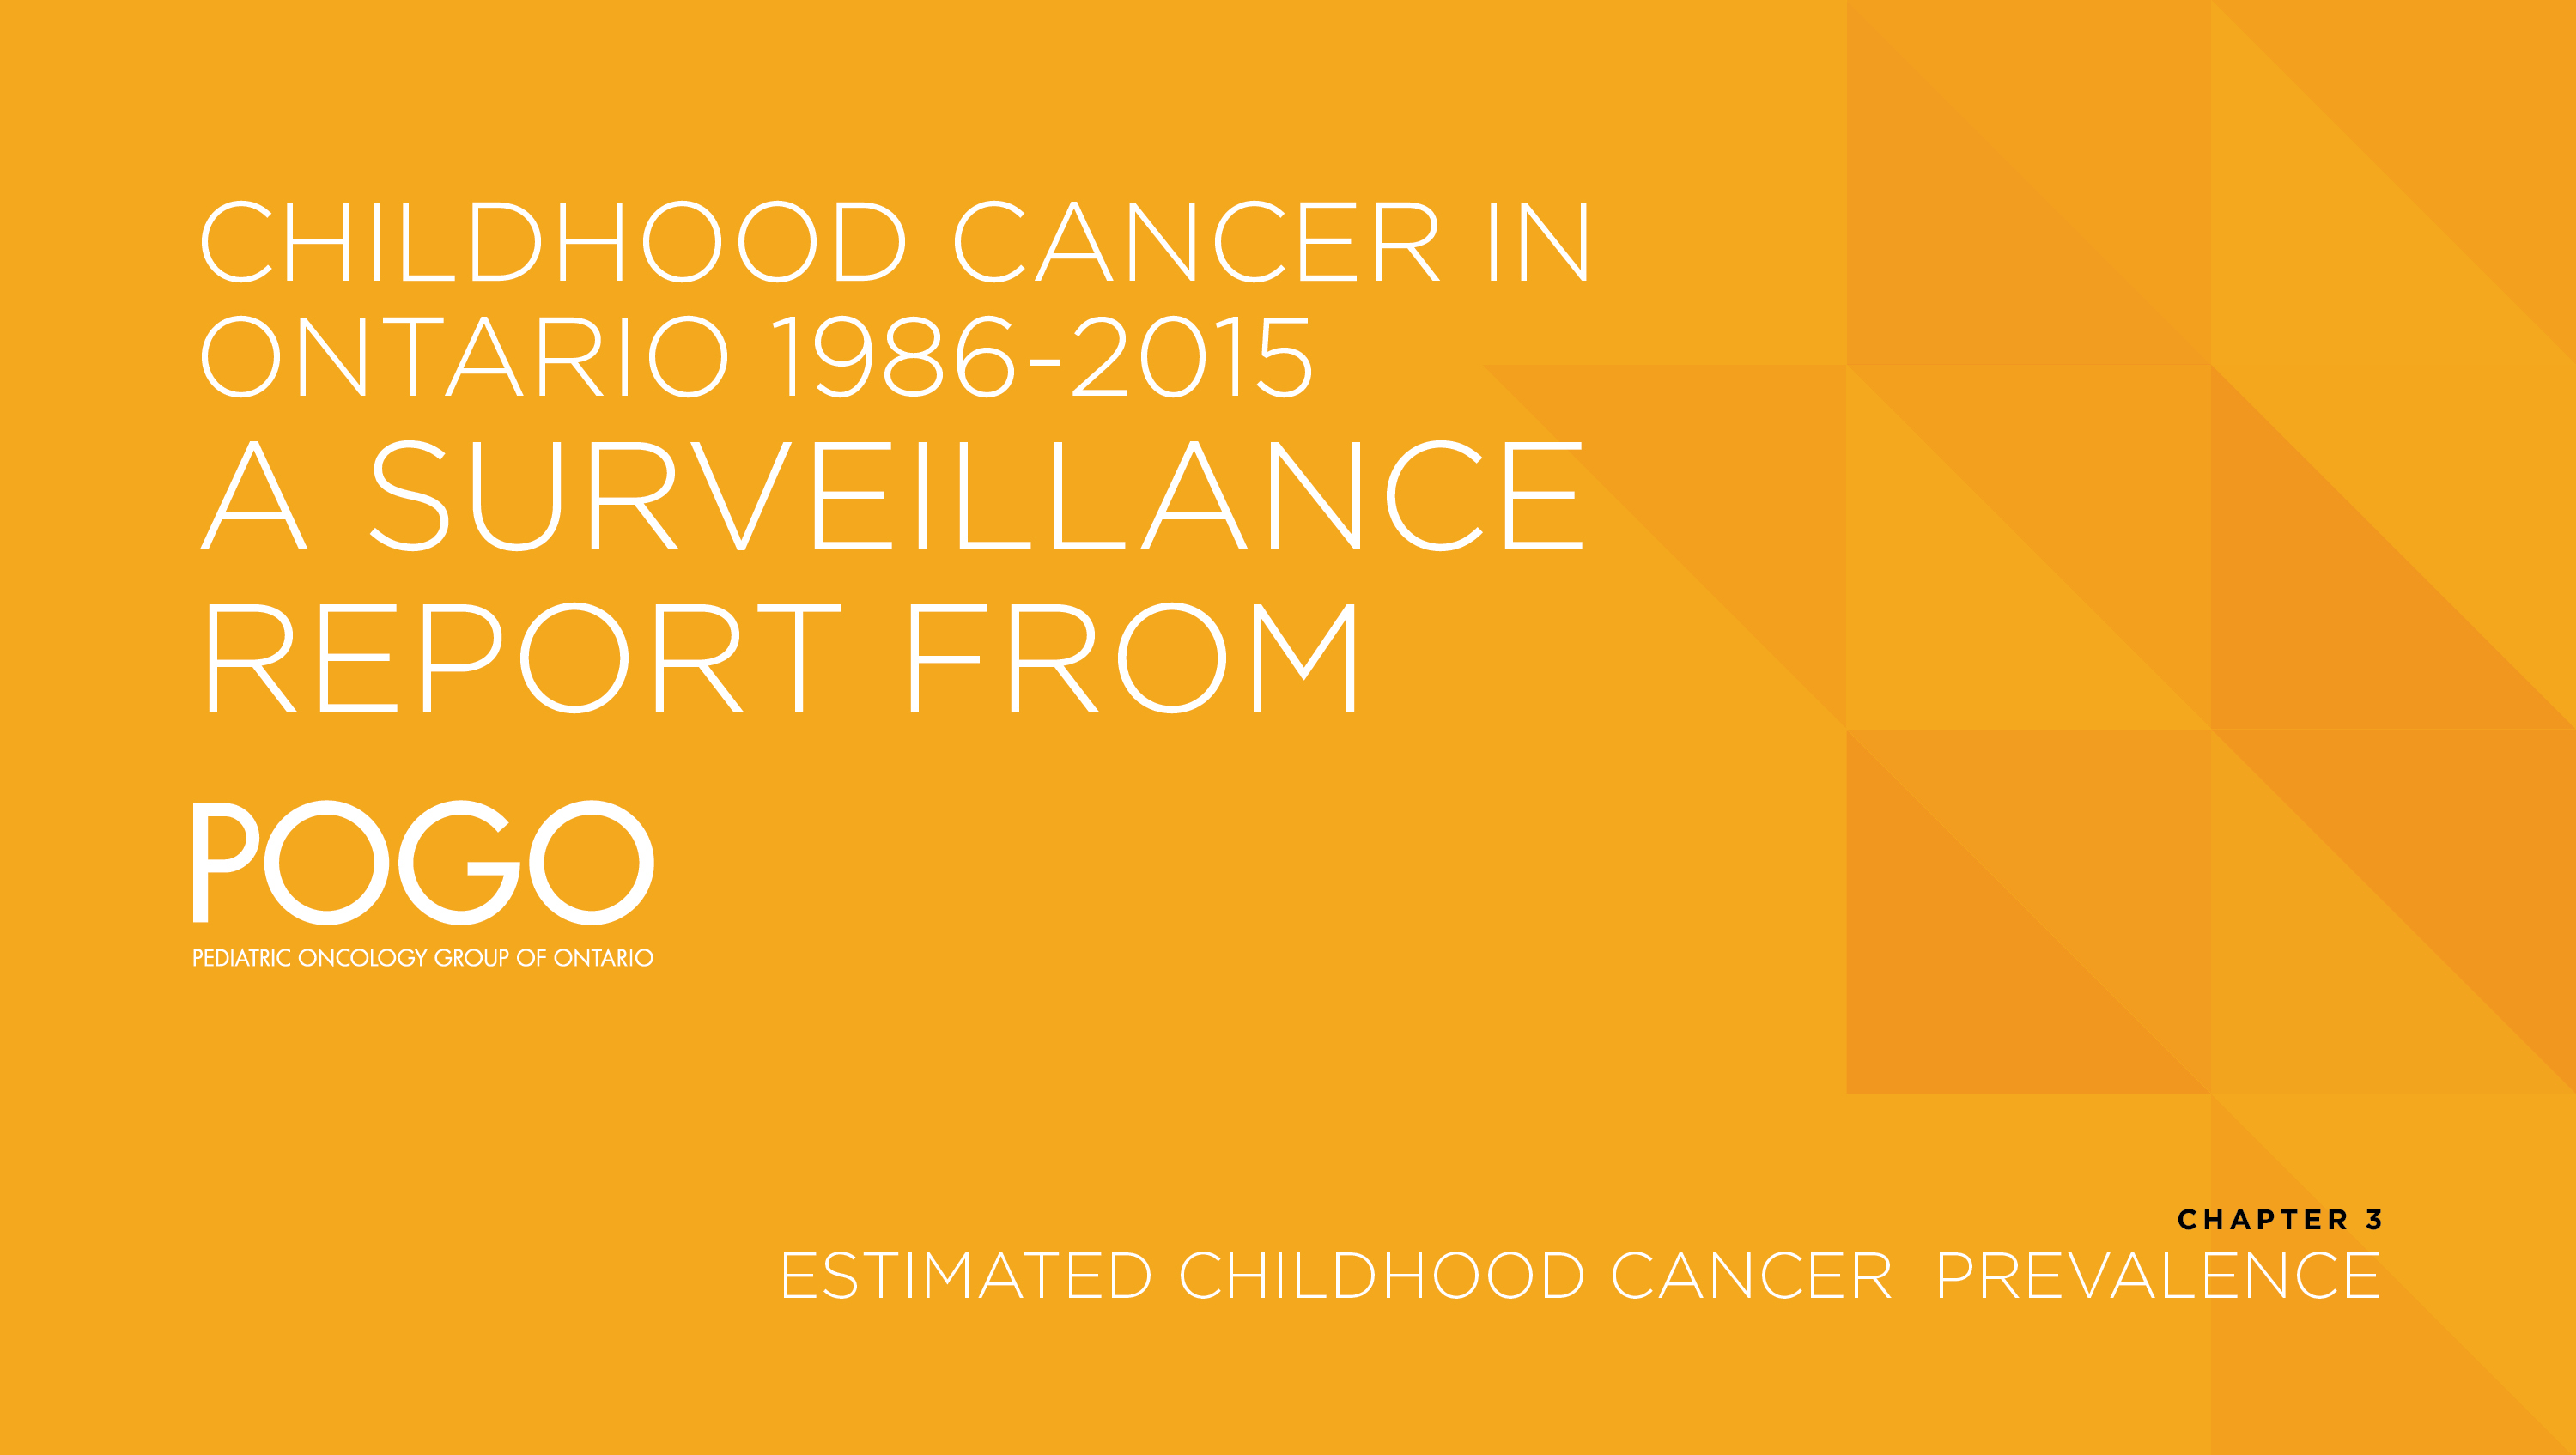 CHILDHOOD CANCER IN
ONTARIO 1986-2015
A SURVEILLANCE
REPORT FROM
POGO
PEDIATRIC ONCOLOGY GROUP OF ONTARIO
CHAPTER 3
ESTIMATED CHILDHOOD CANCER PREVALENCE